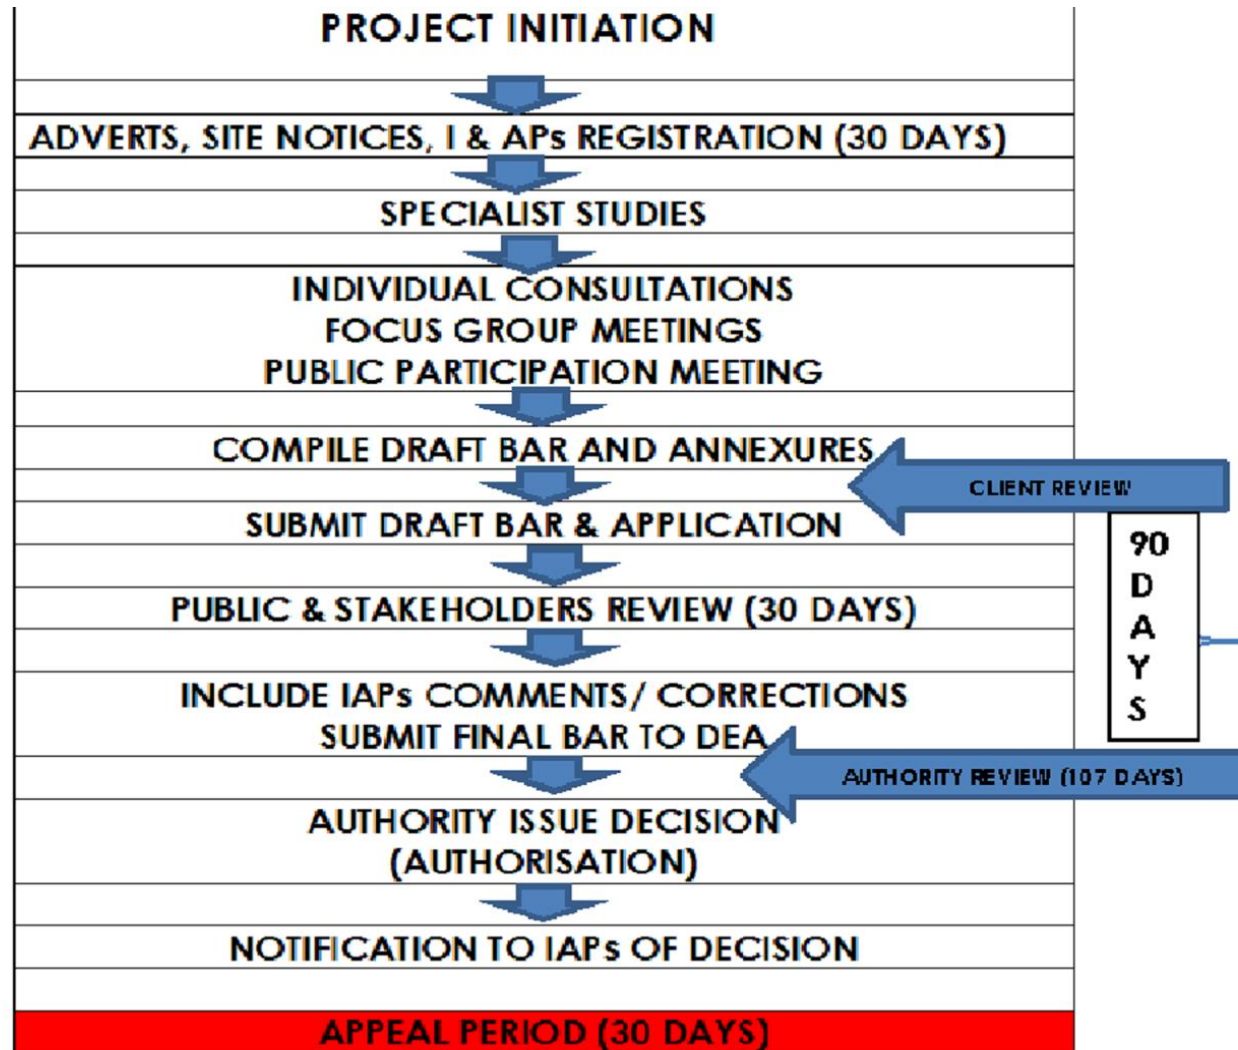 PROJECT INITIATION
ADVERTS, SITE NOTICES, I & APs REGISTRATION (30 DAYS)
SPECIALIST STUDIES
INDIVIDUAL CONSULTATIONS
FOCUS GROUP MEETINGS
PUBLIC PARTICIPATION MEETING
COMPILE DRAFT BAR AND ANNEXURES
CLIENT REVIEW
SUBMIT DRAFT BAR & APPLICATION
90
D
A
Y
S
PUBLIC & STAKEHOLDERS REVIEW (30 DAYS)
INCLUDE IAPs COMMENTS/ CORRECTIONS
SUBMIT FINAL BAR TO DEA
AUTHORITY REVIEW (107 DAYS)
AUTHORITY ISSUE DECISION
(AUTHORISATION)
NOTIFICATION TO IAPs OF DECISION
APPEAL PERIOD (30 DAYS)